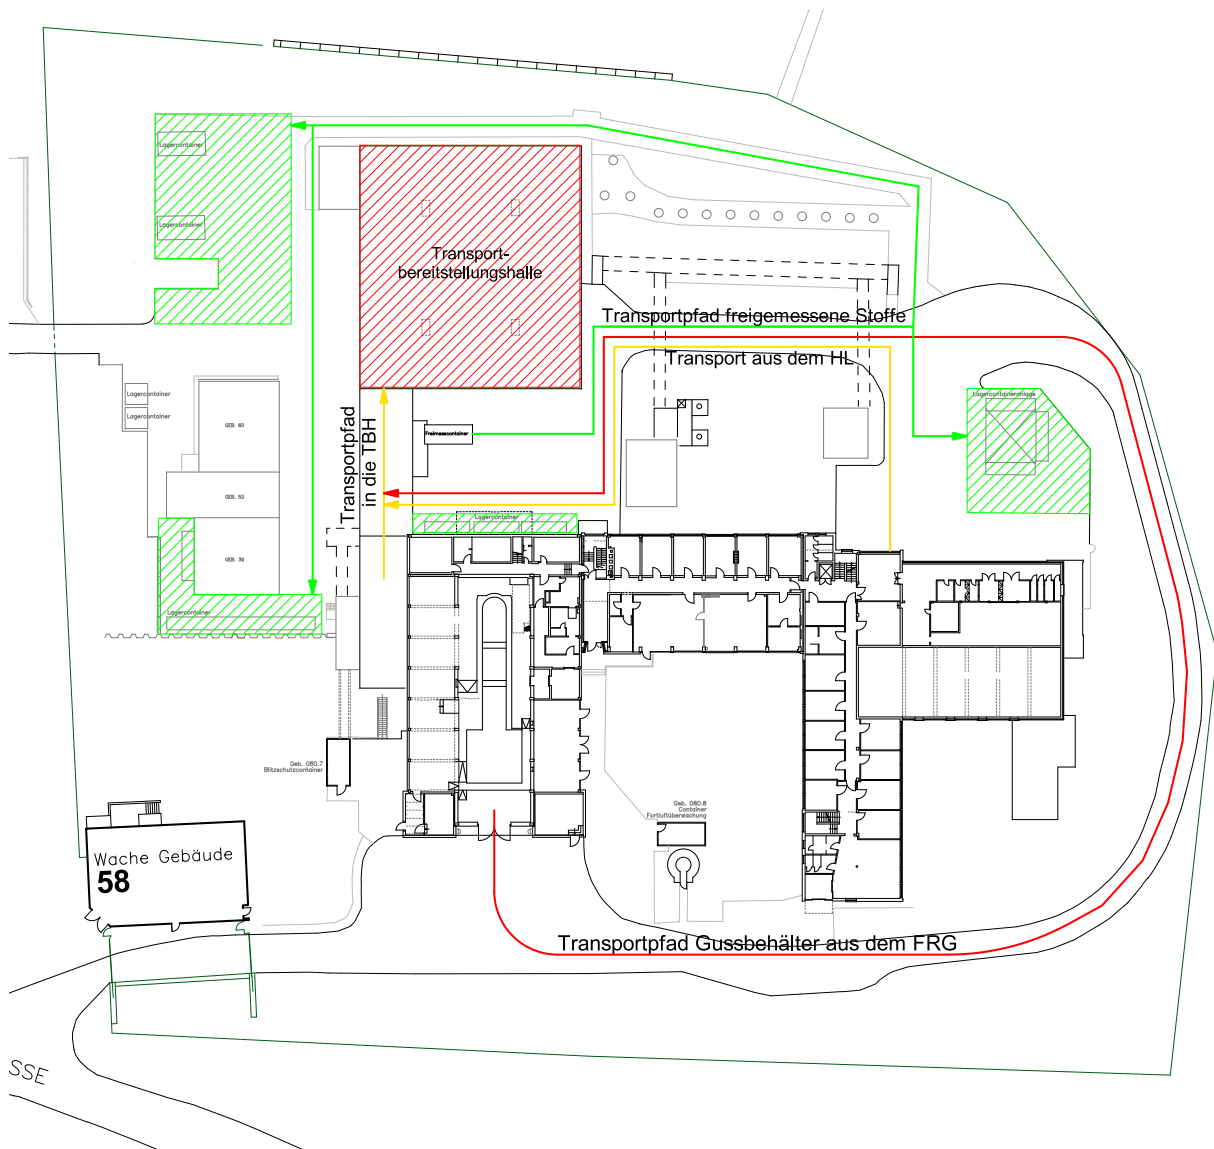 Lagercontainer
Lagercontainer
Transport-
bereitstellungshalle
Transportpfad freigemessene Stoffe
Transport aus dem HL
Lagercontainer
Lagercontainer
Lagercontaineranlage
GEB. 60
Transportpfad
in die TBH
Freimesscontainer
GEB. 52
Lagercontainer
GEB. 39
Lagercontainer
Geb. 080.7
Blitzschutzcontainer
Geb. 080.8
Container
Fortluftüberwachung
Wache Gebäude
58
Transportpfad Gussbehälter aus dem FRG
SSE